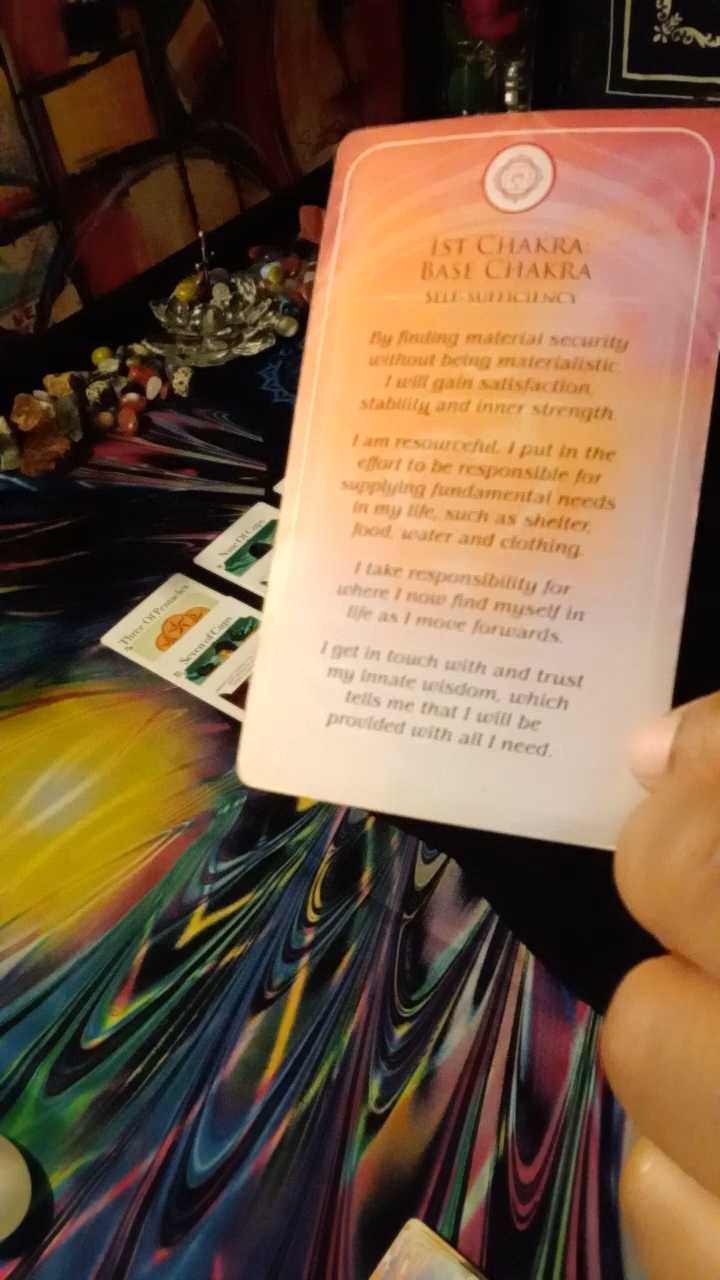 1st Chakra
Base Chakra
Self-sufficiency
By finding material security
without being materialistic,
I will gain satisfaction,
stability and inner strength.
I am resourceful. I put in the
effort to be responsible for
supplying fundamental needs
in my life, such as shelter,
food, water and clothing.
I take responsibility for
where I now find myself in
life as I move forwards.
I get in touch with and trust
my innate wisdom, which
tells me that I will be
provided with all I need.
Nine Of Cups
Three Of Pentacles
Seven of Cups